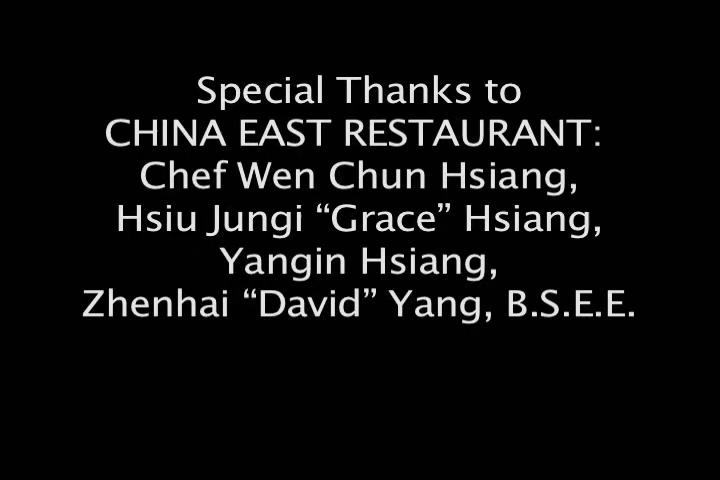 Special Thanks to
CHINA EAST RESTAURANT:
Chef Wen Chun Hsiang,
Hsiu Jungi “Grace” Hsiang,
Yangin Hsiang,
Zhenhai “David” Yang, B.S.E.E.